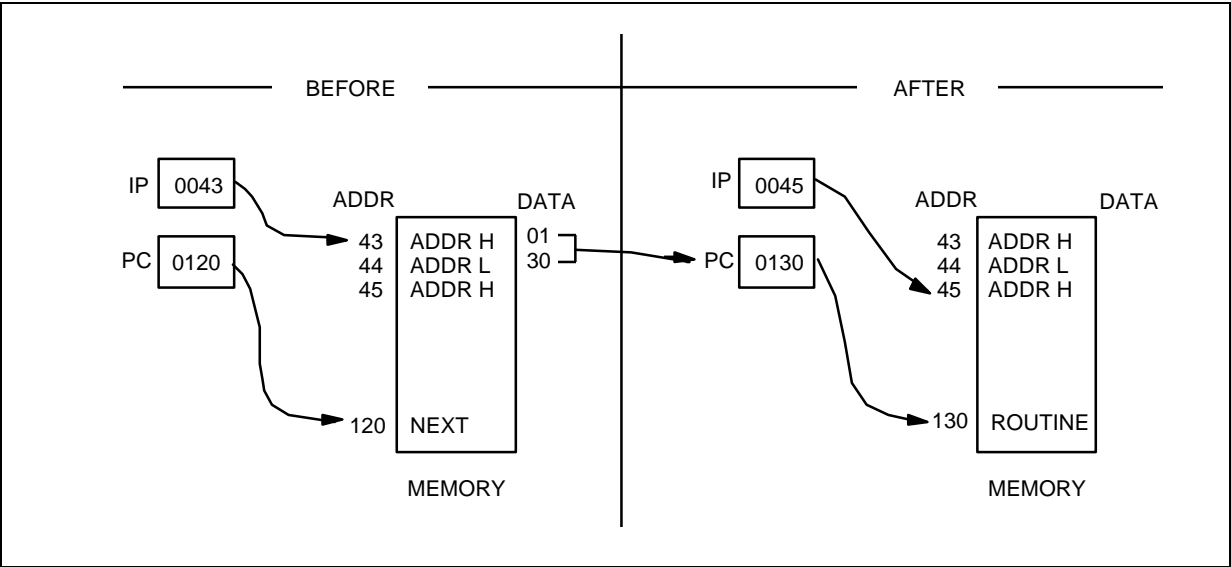 BEFORE
IP 0043
ADDR
DATA
PC 0120
43 ADDR H 01
44 ADDR L 30
45 ADDR H
120 NEXT
MEMORY
AFTER
IP 0045
ADDR
DATA
PC 0130
43 ADDR H
44 ADDR L
45 ADDR H
130 ROUTINE
MEMORY